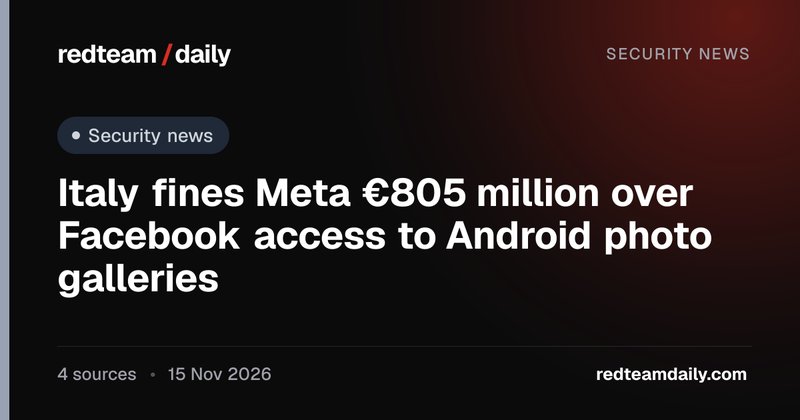 redteam / daily
SECURITY NEWS
Security news
Italy fines Meta €805 million over
Facebook access to Android photo
galleries
4 sources • 15 Nov 2026
redteamdaily.com